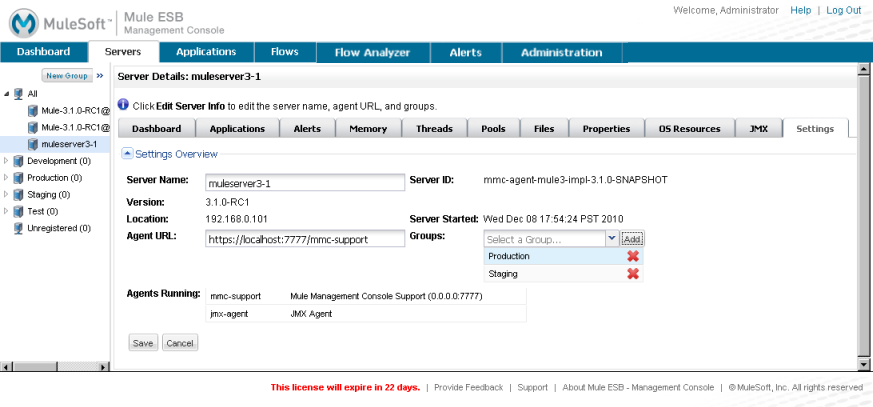 Welcome, Administrator Help | Log Out
MuleSoft™ Mule ESB
Management Console
Dashboard Servers Applications Flows Flow Analyzer Alerts Administration
New Group »
All
Mule-3.1.0-RC1@
Mule-3.1.0-RC1@
muleserver3-1
Development (0)
Production (0)
Staging (0)
Test (0)
Unregistered (0)
Server Details: muleserver3-1
Click Edit Server Info to edit the server name, agent URL, and groups.
Dashboard Applications Alerts Memory Threads Pools Files Properties OS Resources JMX Settings
Settings Overview
Server Name: muleserver3-1 Server ID: mmc-agent-mule3-impl-3.1.0-SNAPSHOT
Version: 3.1.0-RC1
Location: 192.168.0.101 Server Started: Wed Dec 08 17:54:24 PST 2010
Agent URL: https://localhost:7777/mmc-support Groups: Select a Group... Add
Production
Staging
Agents Running: mmc-support Mule Management Console Support (0.0.0.0:7777)
jmx-agent JMX Agent
Save Cancel
This license will expire in 22 days. | Provide Feedback | Support | About Mule ESB - Management Console | © MuleSoft, Inc. All rights reserved